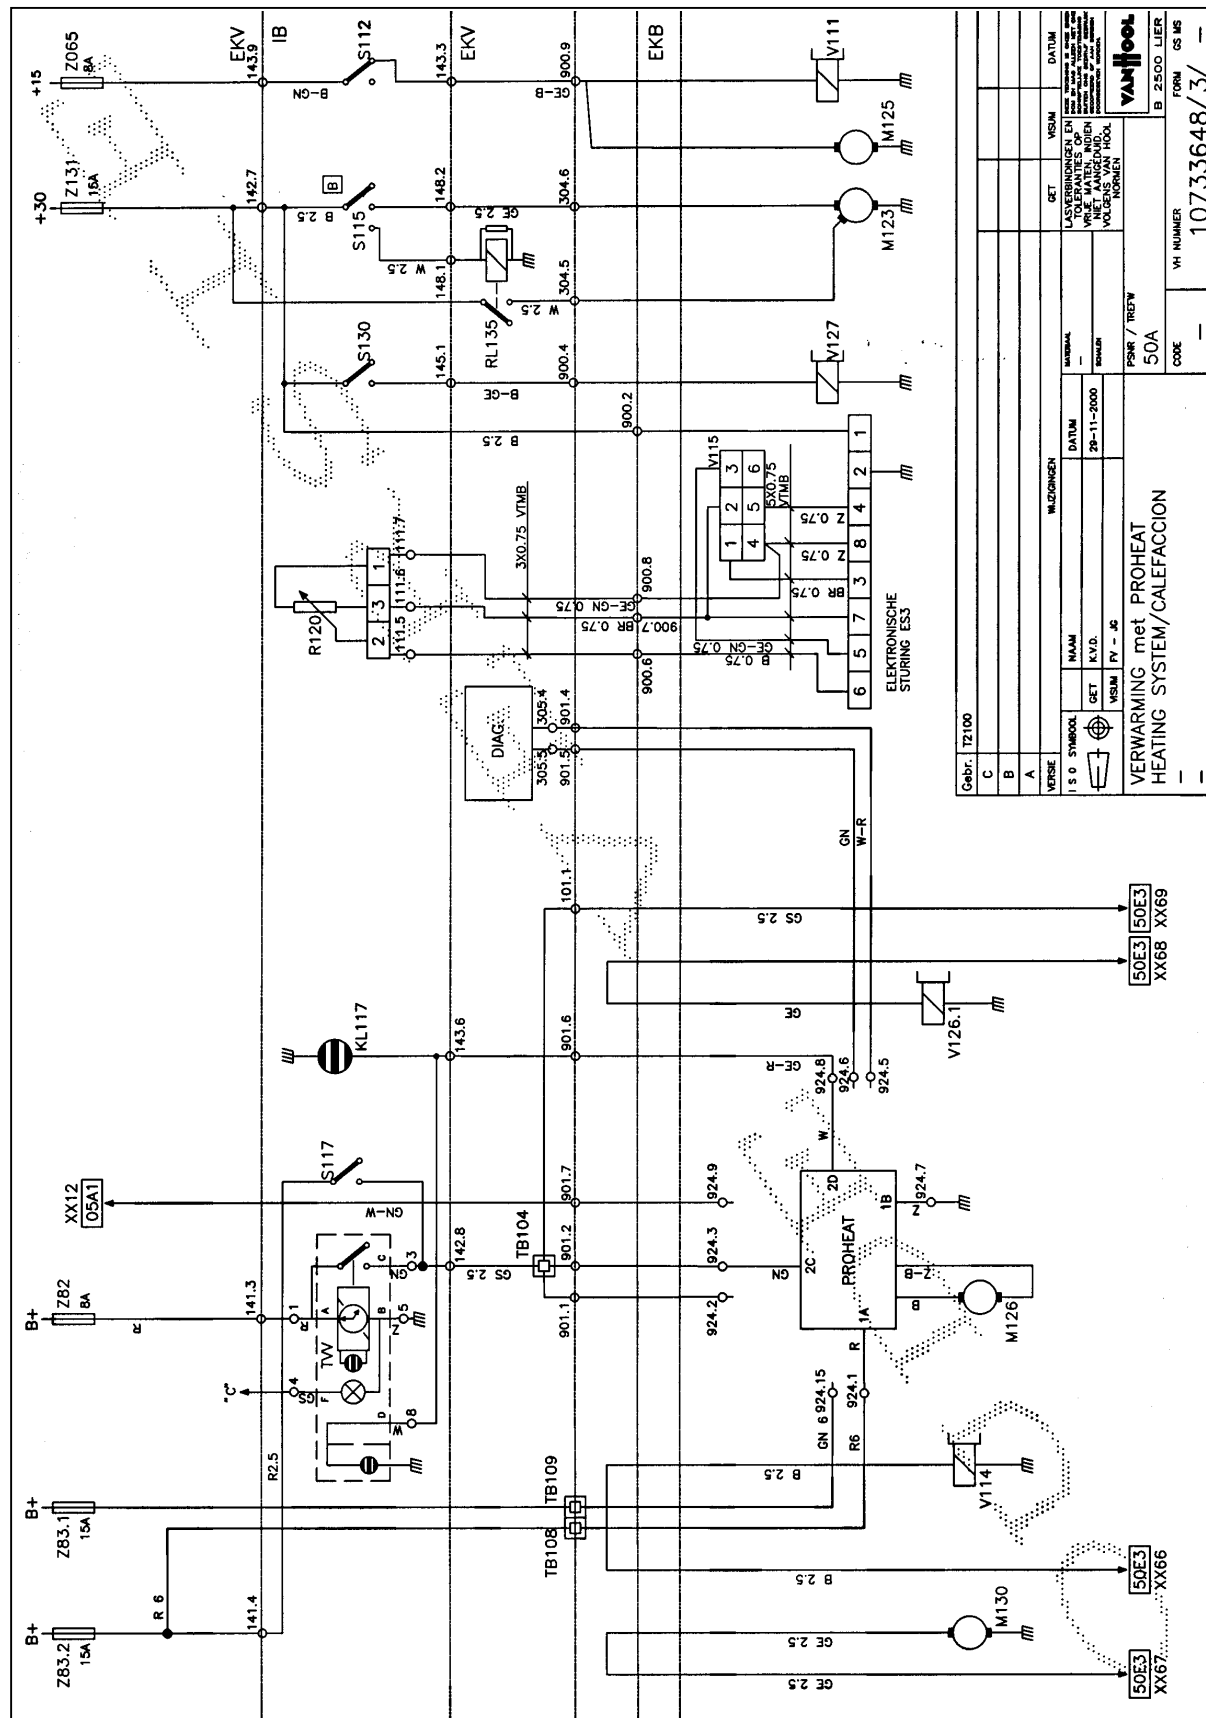 +15
Z065
8A
EKV
143.9
IB
B-GN
S112
143.3
EKV
900.9
GE-B
EKB
V111
M125
+30
Z131
15A
142.7
B 2.5
B
S115
148.2
GE 2.5
304.6
M123
W 2.5
148.1
RL135
304.5
W 2.5
S130
145.1
B-GE
900.4
V127
B 2.5
900.2
R120
2 3 1
111.5
111.6
111.7
3X0.75 VTMB
900.8
GE-GN 0.75
900.7
BR 0.75
900.6
V115
1 2 3
4 5 6
5X0.75
VTMB
Z 0.75
Z 0.75
BR 0.75
GE-GN 0.75
B 0.75
6 5 7 3 8 4 2 1
ELEKTRONISCHE
STURING ES3
DIAG.
305.5
305.4
901.5
901.4
GN
W-R
101.1
GS 2.5
50E3
XX69
50E3
XX68
GE
V126.1
KL117
143.6
901.6
GE-R
924.8
924.6
924.5
W
XX12
05A1
S117
GN-W
901.7
924.9
B+
Z82
8A
R
141.3
1
R
A
TVV
B
Z
5
C
GN
3
142.8
GS 2.5
TB104
901.2
901.1
924.3
924.2
GN
2C
2D
PROHEAT
1B
Z
924.7
1A
B
Z-B
M126
R
"C"
4
GS
F
D
W
8
R2.5
B+
Z83.1
15A
B+
Z83.2
15A
R 6
141.4
TB109
TB108
GN 6
924.15
R6
924.1
B 2.5
V114
B 2.5
50E3
XX66
GE 2.5
M130
GE 2.5
50E3
XX67
Gebr.
T2100
C
B
A
VERSIE
WIJZIGINGEN
GET
VISUM
DATUM
I S O SYMBOOL
NAAM
DATUM
GET
K.V.D.
29-11-2000
VISUM
FV - JG
MATERIAAL
-
SCHALEN
LASVERBINDINGEN EN
TOLERANTIES OP
VRIJE MATEN, INDIEN
NIET AANGEDUID,
VOLGENS VAN HOOL
NORMEN
VANHOOL
B 2500 LIER
VERWARMING met PROHEAT
HEATING SYSTEM/CALEFACCION
-
-
PSNR / TREFW
50A
CODE
-
VH NUMMER
10733648/3/ -
FORM
GS MS